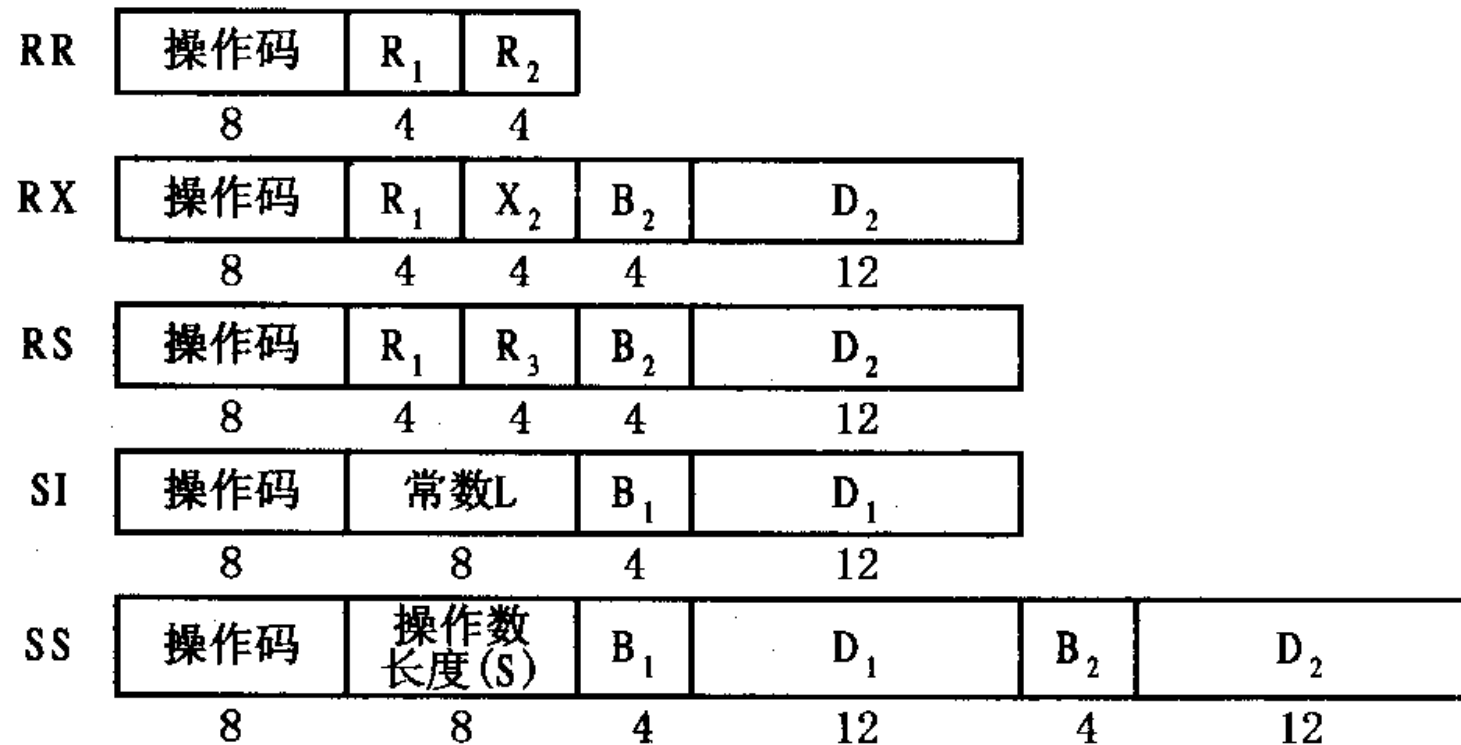 RR 操作码 R₁ R₂
8 4 4
RX 操作码 R₁ X₂ B₂ D₂
8 4 4 4 12
RS 操作码 R₁ R₃ B₂ D₂
8 4 4 4 12
SI 操作码 常数L B₁ D₁
8 8 4 12
SS 操作码 操作数 长度(S) B₁ D₁ B₂ D₂
8 8 4 12 4 12